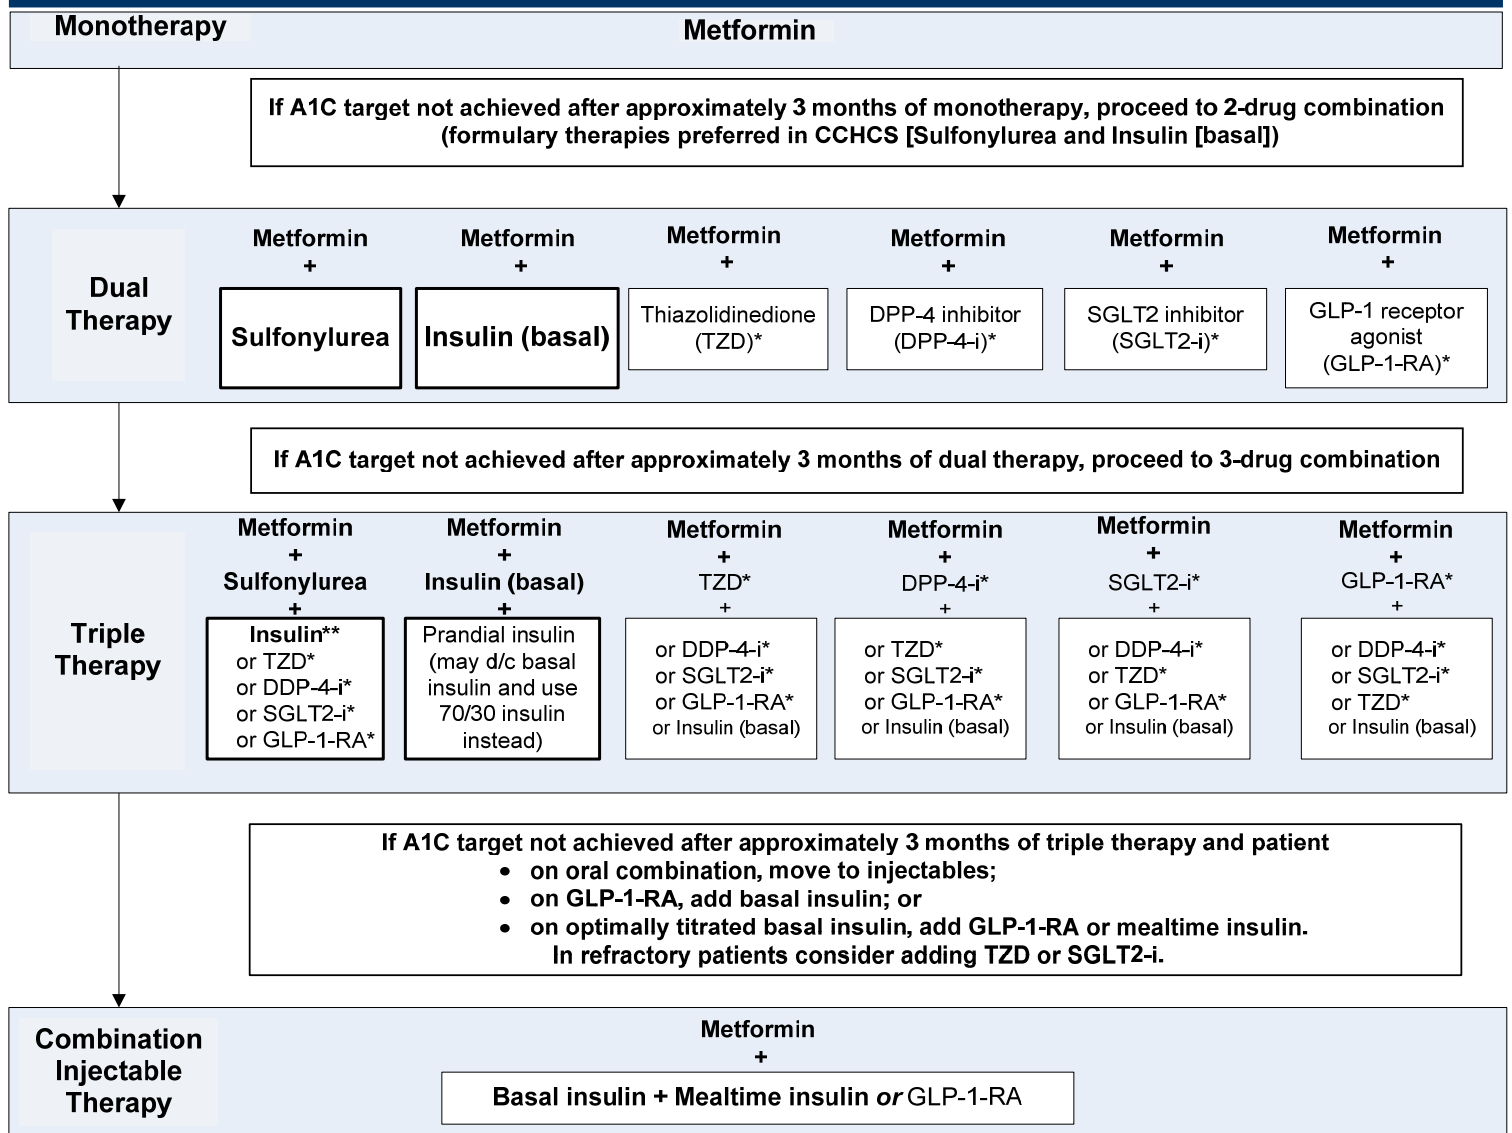 Monotherapy
Metformin
If A1C target not achieved after approximately 3 months of monotherapy, proceed to 2-drug combination
(formulary therapies preferred in CCHCS [Sulfonylurea and Insulin [basal])
Dual
Therapy
Metformin
+
Sulfonylurea
Metformin
+
Insulin (basal)
Metformin
+
Thiazolidinedione
(TZD)*
Metformin
+
DPP-4 inhibitor
(DPP-4-i)*
Metformin
+
SGLT2 inhibitor
(SGLT2-i)*
Metformin
+
GLP-1 receptor
agonist
(GLP-1-RA)*
If A1C target not achieved after approximately 3 months of dual therapy, proceed to 3-drug combination
Triple
Therapy
Metformin
+
Sulfonylurea
+
Insulin**
or TZD*
or DDP-4-i*
or SGLT2-i*
or GLP-1-RA*
Metformin
+
Insulin (basal)
+
Prandial insulin
(may d/c basal
insulin and use
70/30 insulin
instead)
Metformin
+
TZD*
+
or DDP-4-i*
or SGLT2-i*
or GLP-1-RA*
or Insulin (basal)
Metformin
+
DPP-4-i*
+
or TZD*
or SGLT2-i*
or GLP-1-RA*
or Insulin (basal)
Metformin
+
SGLT2-i*
+
or DDP-4-i*
or TZD*
or GLP-1-RA*
or Insulin (basal)
Metformin
+
GLP-1-RA*
+
or DDP-4-i*
or SGLT2-i*
or TZD*
or Insulin (basal)
If A1C target not achieved after approximately 3 months of triple therapy and patient
• on oral combination, move to injectables;
• on GLP-1-RA, add basal insulin; or
• on optimally titrated basal insulin, add GLP-1-RA or mealtime insulin.
In refractory patients consider adding TZD or SGLT2-i.
Combination
Injectable
Therapy
Metformin
+
Basal insulin + Mealtime insulin or GLP-1-RA